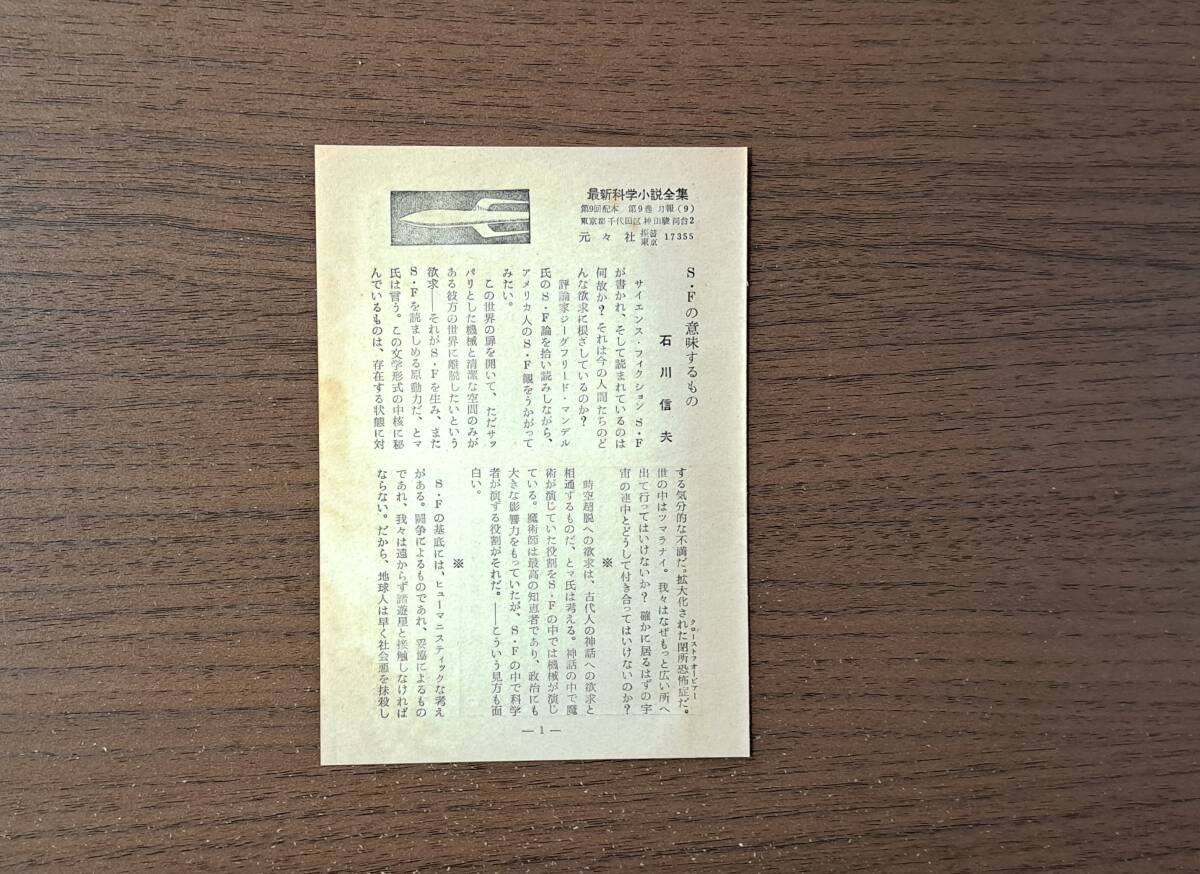 最新科学小説全集
第9回配本 第9巻 月報(9)
東京都千代田区神田駿河台2
元々社 振替東京 17355
S・Fの意味するもの
石川信夫
サイエンス・フィクション S・F
が書かれ、そして読まれているのは
何故か? それは今の人間たちのど
んな欲求に根ざしているのか?
評論家ジーグフリード・マンデル
氏のS・F論を拾い読みしながら、
アメリカ人のS・F観をうかがって
みたい。
この世界の扉を開いて、ただサッ
パリとした機械と清潔な空間のみが
ある彼方の世界に離脱したいという
欲求――それがS・Fを生み、また
S・Fを読ましめる原動力だ、とマ
氏は言う。この文学形式の中核に秘
んでいるものは、存在する状態に対
する気分的な不満だ。拡大化された閉所恐怖症だ。
クローストフオービアー
世の中はツマラナイ。我々はなぜもっと広い所へ
出て行ってはいけないか? 確かに居るはずの宇
宙の連中とどうして付き合ってはいけないのか?
※
時空超脱への欲求は、古代人の神話への欲求と
相通ずるものだ、とマ氏は考える。神話の中で魔
術が演じていた役割をS・Fの中では機械が演じ
ている。魔術師は最高の知恵者であり、政治にも
大きな影響力をもっていたが、S・Fの中で科学
者が演ずる役割がそれだ。――こういう見方も面
白い。
※
S・Fの基底には、ヒューマニスティックな考え
がある。闘争によるものであれ、妥協によるもの
であれ、我々は遠からず諸遊星と接触しなければ
ならない。だから、地球人は早く社会悪を抹殺し
― 1 ―